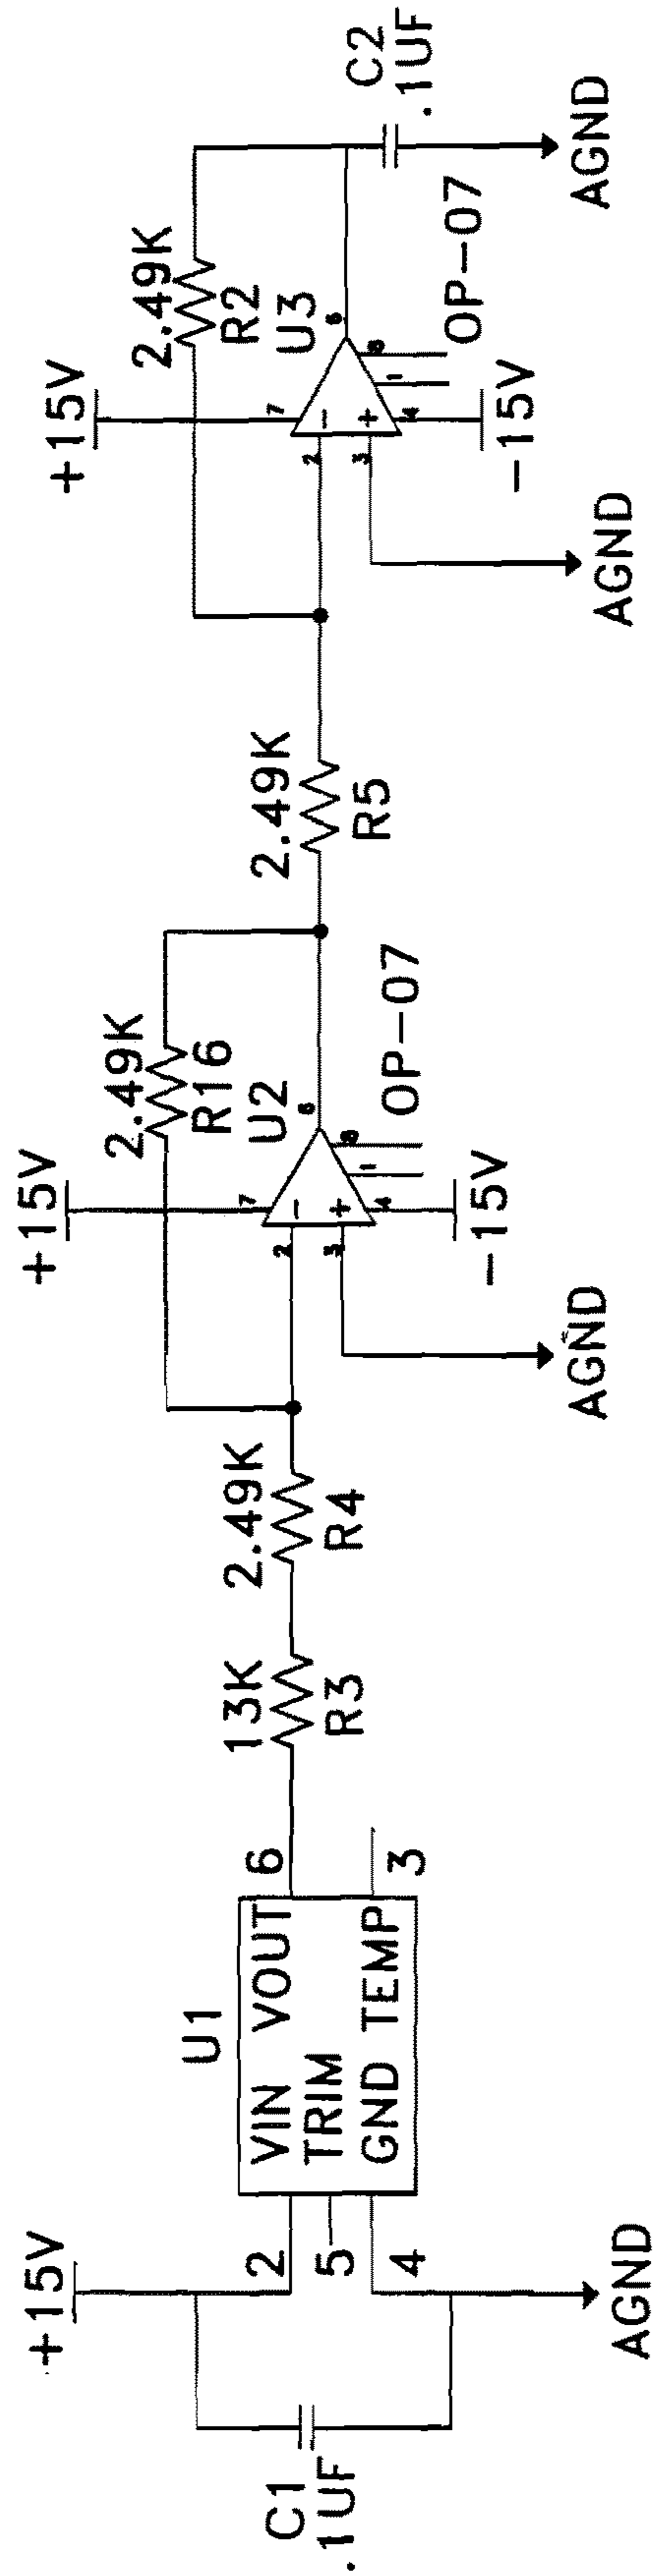 C1
.1UF
+15V
AGND
2
5
4
U1
VIN VOUT
TRIM
GND TEMP
6
3
13K
R3
2.49K
R4
AGND
+15V
2.49K
R16
U2
2
3
7
6
8
1
4
-15V
OP-07
2.49K
R5
AGND
+15V
2.49K
R2
U3
2
3
7
6
8
1
4
-15V
OP-07
C2
.1UF
AGND